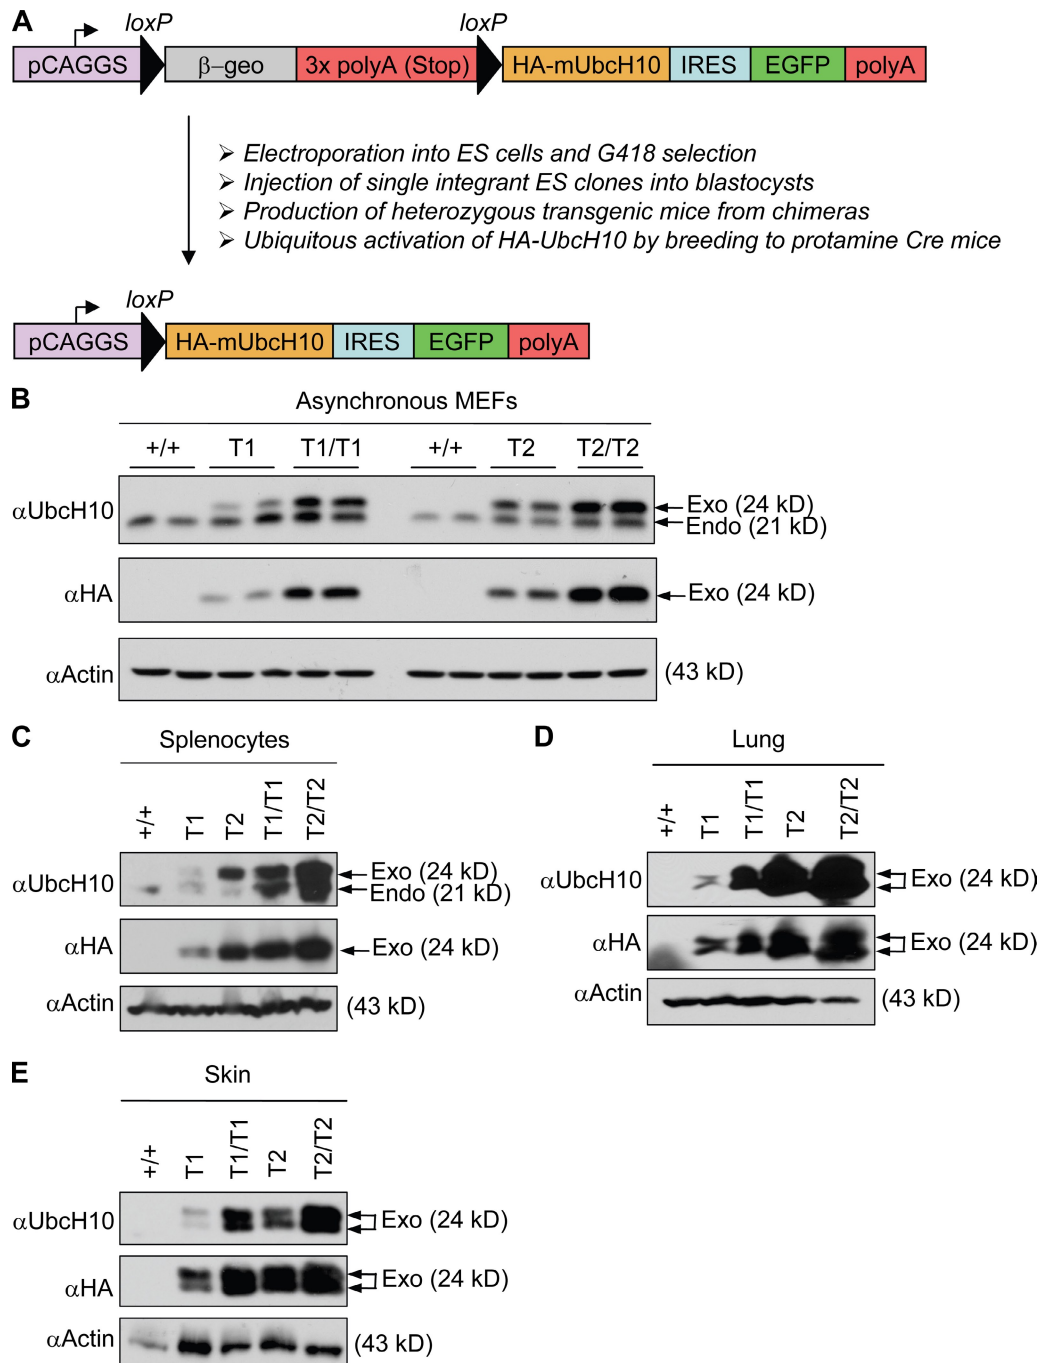 A
loxP loxP
pCAGGS β–geo 3x polyA (Stop) HA-mUbcH10 IRES EGFP polyA
➢ Electroporation into ES cells and G418 selection
➢ Injection of single integrant ES clones into blastocysts
➢ Production of heterozygous transgenic mice from chimeras
➢ Ubiquitous activation of HA-UbcH10 by breeding to protamine Cre mice
loxP
pCAGGS HA-mUbcH10 IRES EGFP polyA
B
Asynchronous MEFs
+/+ T1 T1/T1 +/+ T2 T2/T2
αUbcH10 Exo (24 kD)
Endo (21 kD)
αHA Exo (24 kD)
αActin (43 kD)
C
Splenocytes
+/+ T1 T2 T1/T1 T2/T2
αUbcH10 Exo (24 kD)
Endo (21 kD)
αHA Exo (24 kD)
αActin (43 kD)
D
Lung
+/+ T1 T1/T1 T2 T2/T2
αUbcH10 Exo (24 kD)
αHA Exo (24 kD)
αActin (43 kD)
E
Skin
+/+ T1 T1/T1 T2 T2/T2
αUbcH10 Exo (24 kD)
αHA Exo (24 kD)
αActin (43 kD)